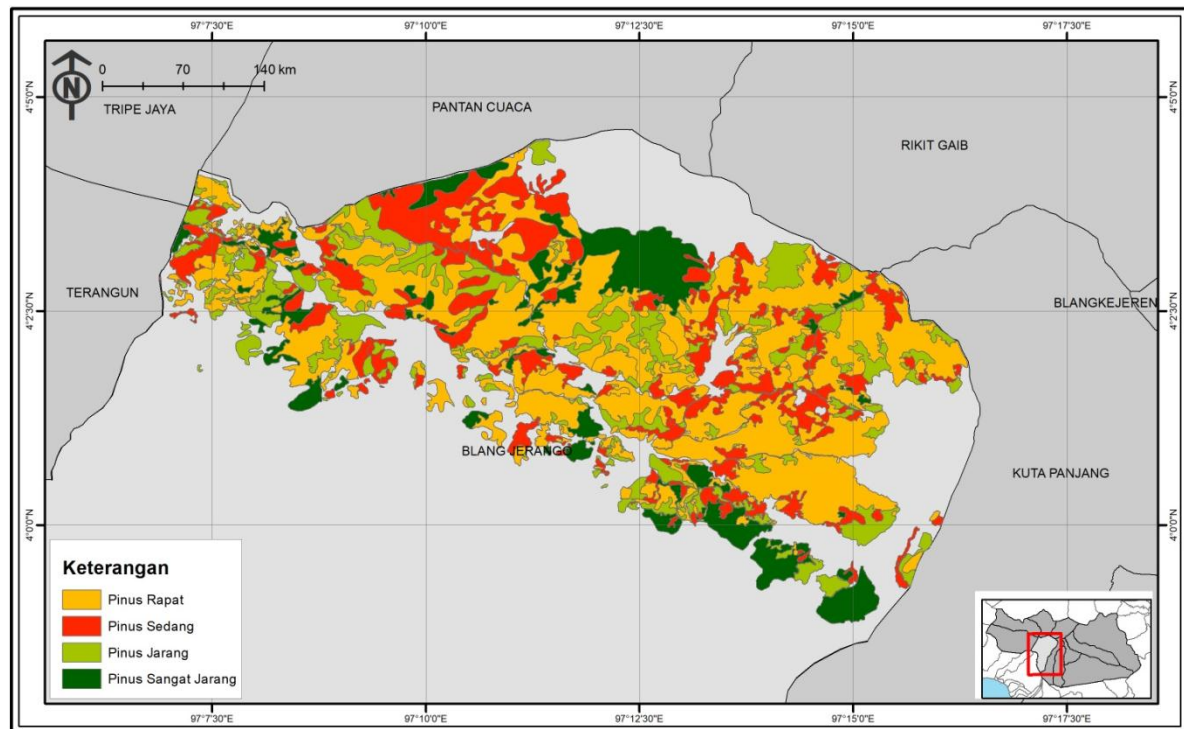 97°7'30"E 97°10'0"E 97°12'30"E 97°15'0"E 97°17'30"E
N
0 70 140 km
4°5'0"N 4°5'0"N
TRIPE JAYA
PANTAN CUACA
RIKIT GAIB
TERANGUN
BLANGKEJEREN
4°2'30"N 4°2'30"N
BLANG JERANGO
KUTA PANJANG
4°0'0"N 4°0'0"N
Keterangan
Pinus Rapat
Pinus Sedang
Pinus Jarang
Pinus Sangat Jarang
97°7'30"E 97°10'0"E 97°12'30"E 97°15'0"E 97°17'30"E